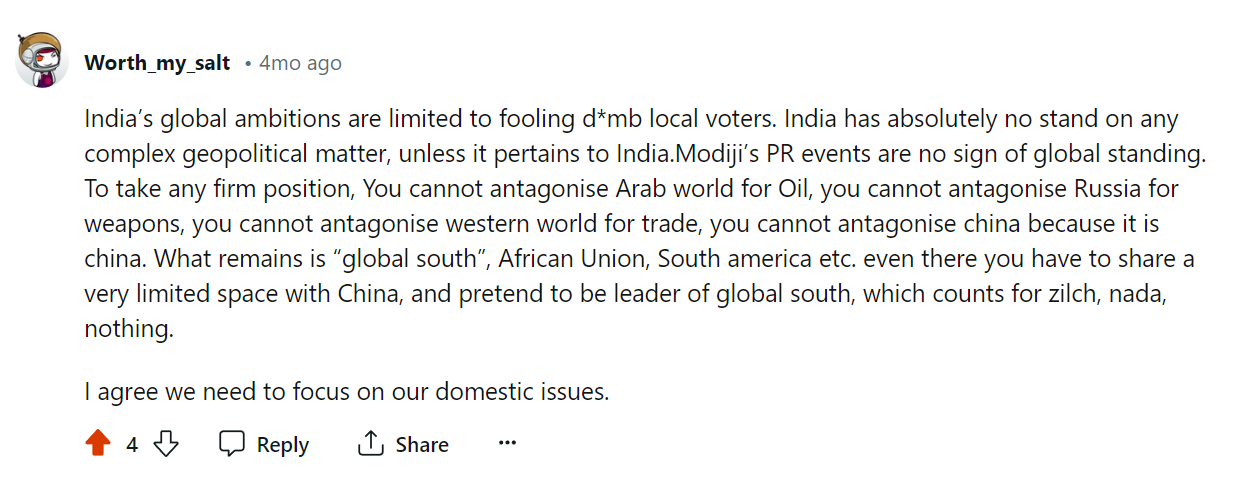 Worth_my_salt • 4mo ago
India’s global ambitions are limited to fooling d*mb local voters. India has absolutely no stand on any
complex geopolitical matter, unless it pertains to India.Modiji’s PR events are no sign of global standing.
To take any firm position, You cannot antagonise Arab world for Oil, you cannot antagonise Russia for
weapons, you cannot antagonise western world for trade, you cannot antagonise china because it is
china. What remains is “global south”, African Union, South america etc. even there you have to share a
very limited space with China, and pretend to be leader of global south, which counts for zilch, nada,
nothing.
I agree we need to focus on our domestic issues.
4 Reply Share ...